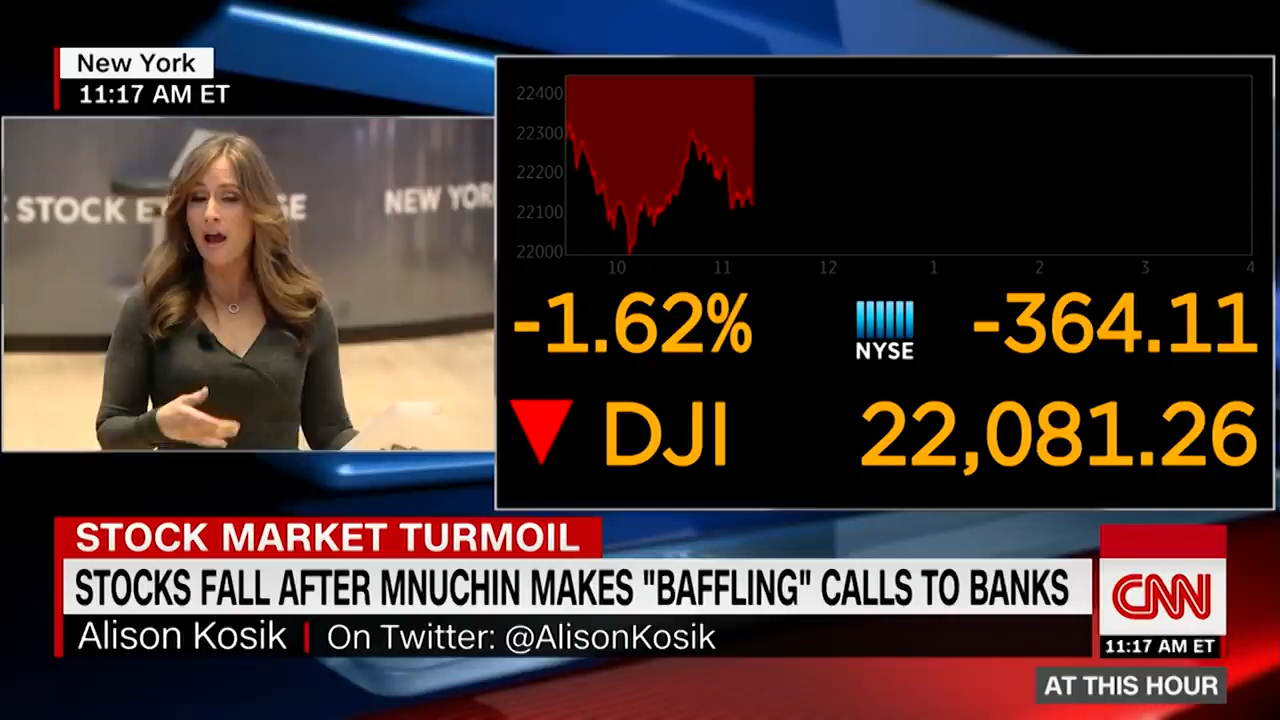 New York
11:17 AM ET
STOCK E
GE
NEW YOR
22400
22300
22200
22100
22000
10 11 12 1 2 3 4
-1.62% NYSE -364.11
DJI 22,081.26
STOCK MARKET TURMOIL
STOCKS FALL AFTER MNUCHIN MAKES "BAFFLING" CALLS TO BANKS
Alison Kosik | On Twitter: @AlisonKosik
CNN
11:17 AM ET
AT THIS HOUR